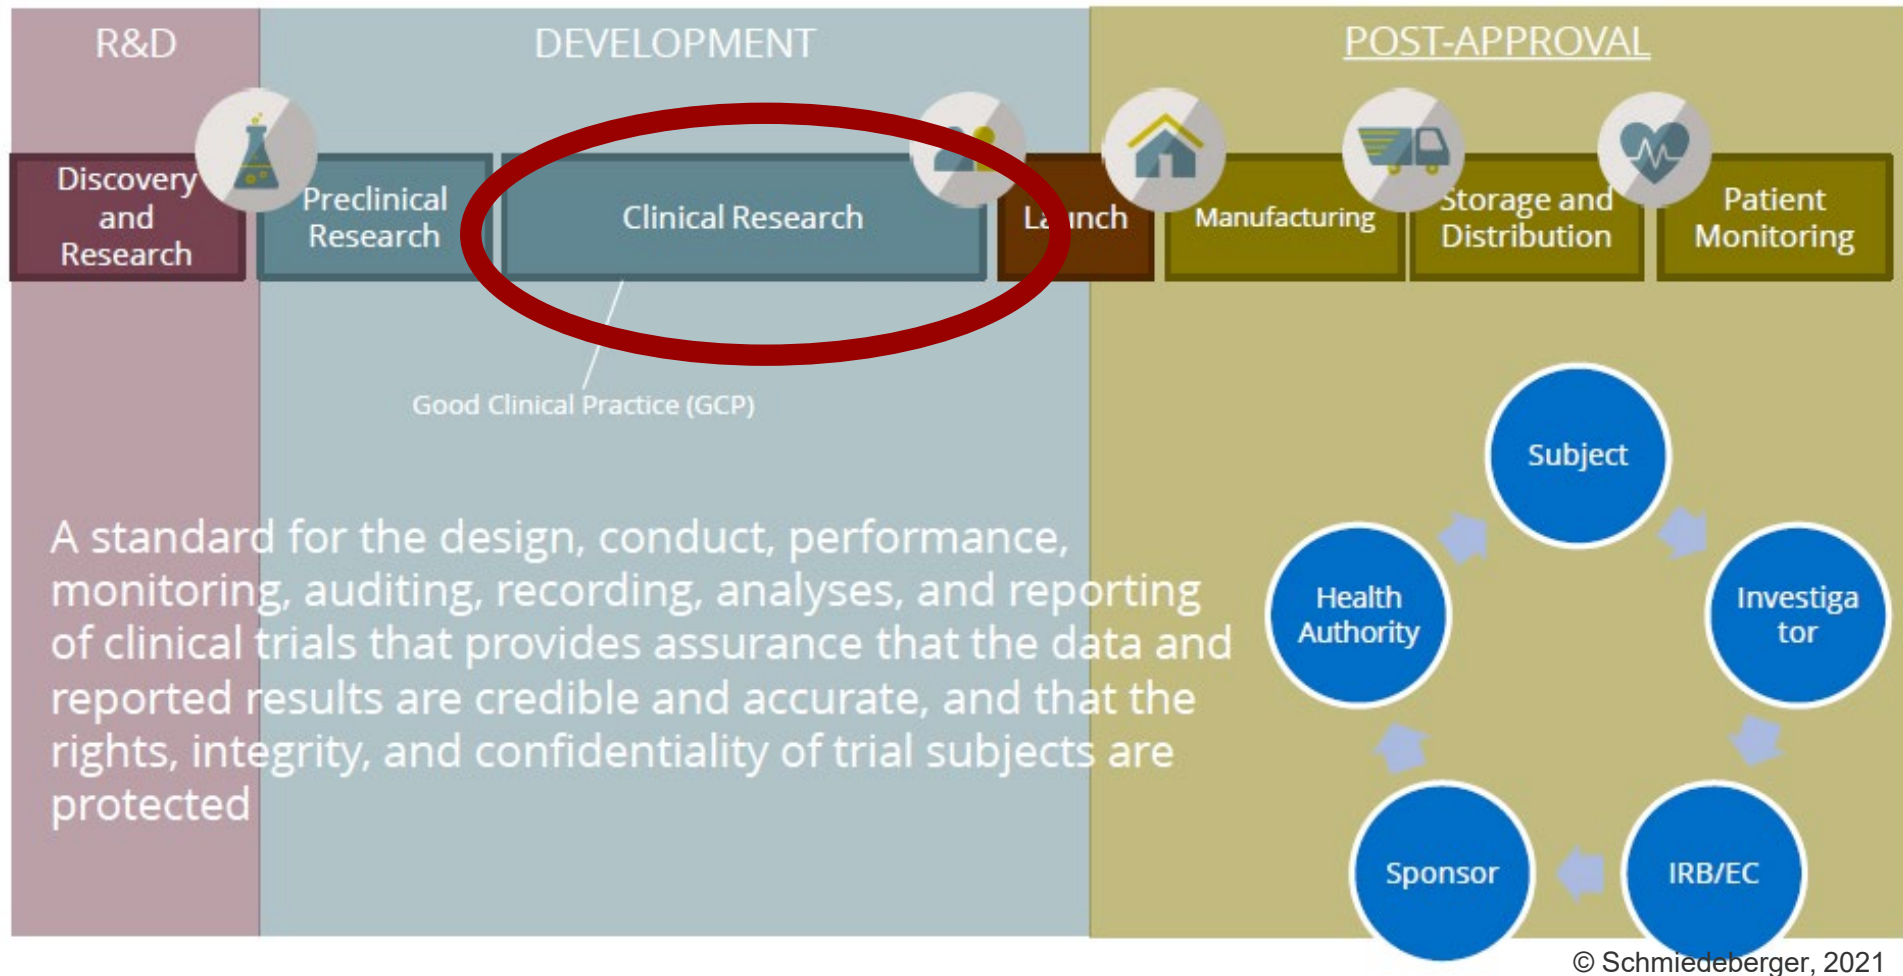 R&D
DEVELOPMENT
POST-APPROVAL
Discovery
and
Research
Preclinical
Research
Clinical Research
Launch
Manufacturing
Storage and
Distribution
Patient
Monitoring
Good Clinical Practice (GCP)
A standard for the design, conduct, performance,
monitoring, auditing, recording, analyses, and reporting
of clinical trials that provides assurance that the data and
reported results are credible and accurate, and that the
rights, integrity, and confidentiality of trial subjects are
protected
Subject
Investiga
tor
IRB/EC
Sponsor
Health
Authority
© Schmiedeberger, 2021